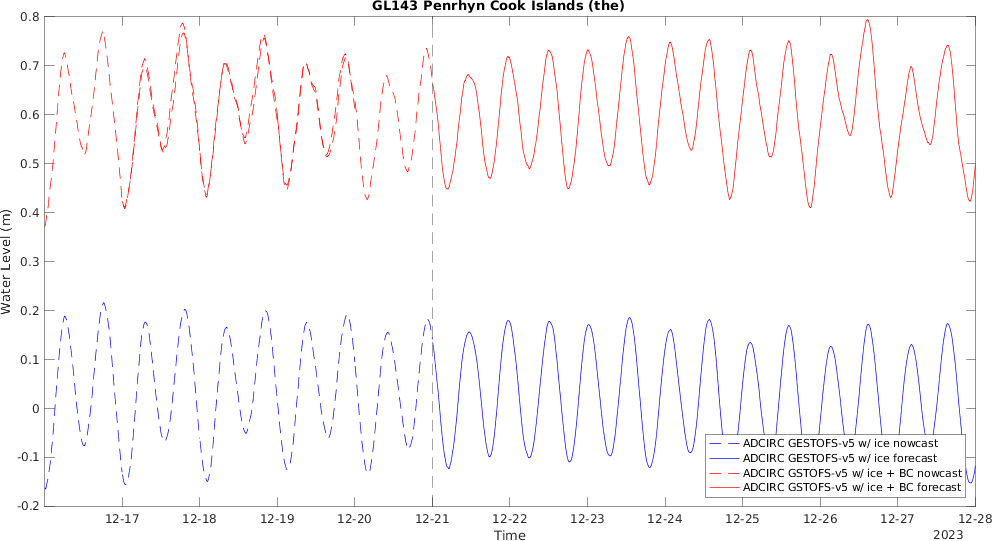 GL143 Penrhyn Cook Islands (the)
0.8
0.7
0.6
0.5
0.4
0.3
0.2
0.1
0
-0.1
-0.2
Water Level (m)
ADCIRC GESTOFS-v5 w/ ice nowcast
ADCIRC GESTOFS-v5 w/ ice forecast
ADCIRC GSTOFS-v5 w/ ice + BC nowcast
ADCIRC GSTOFS-v5 w/ ice + BC forecast
12-17 12-18 12-19 12-20 12-21 12-22 12-23 12-24 12-25 12-26 12-27 12-28
Time
2023